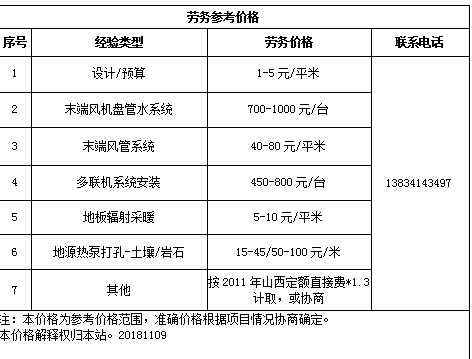 劳务参考价格
序号 经验类型 劳务价格 联系电话
1 设计/预算 1-5 元/平米
2 末端风机盘管水系统 700-1000 元/台
3 末端风管系统 40-80 元/平米
4 多联机系统安装 450-800 元/台 13834143497
5 地板辐射采暖 5-10 元/平米
6 地源热泵打孔-土壤/岩石 15-45/50-100 元/米
7 其他 按 2011 年山西定额直接费*1.3
计取，或协商
注：本价格为参考价格范围，准确价格根据项目情况协商确定。
本价格解释权归本站。20181109